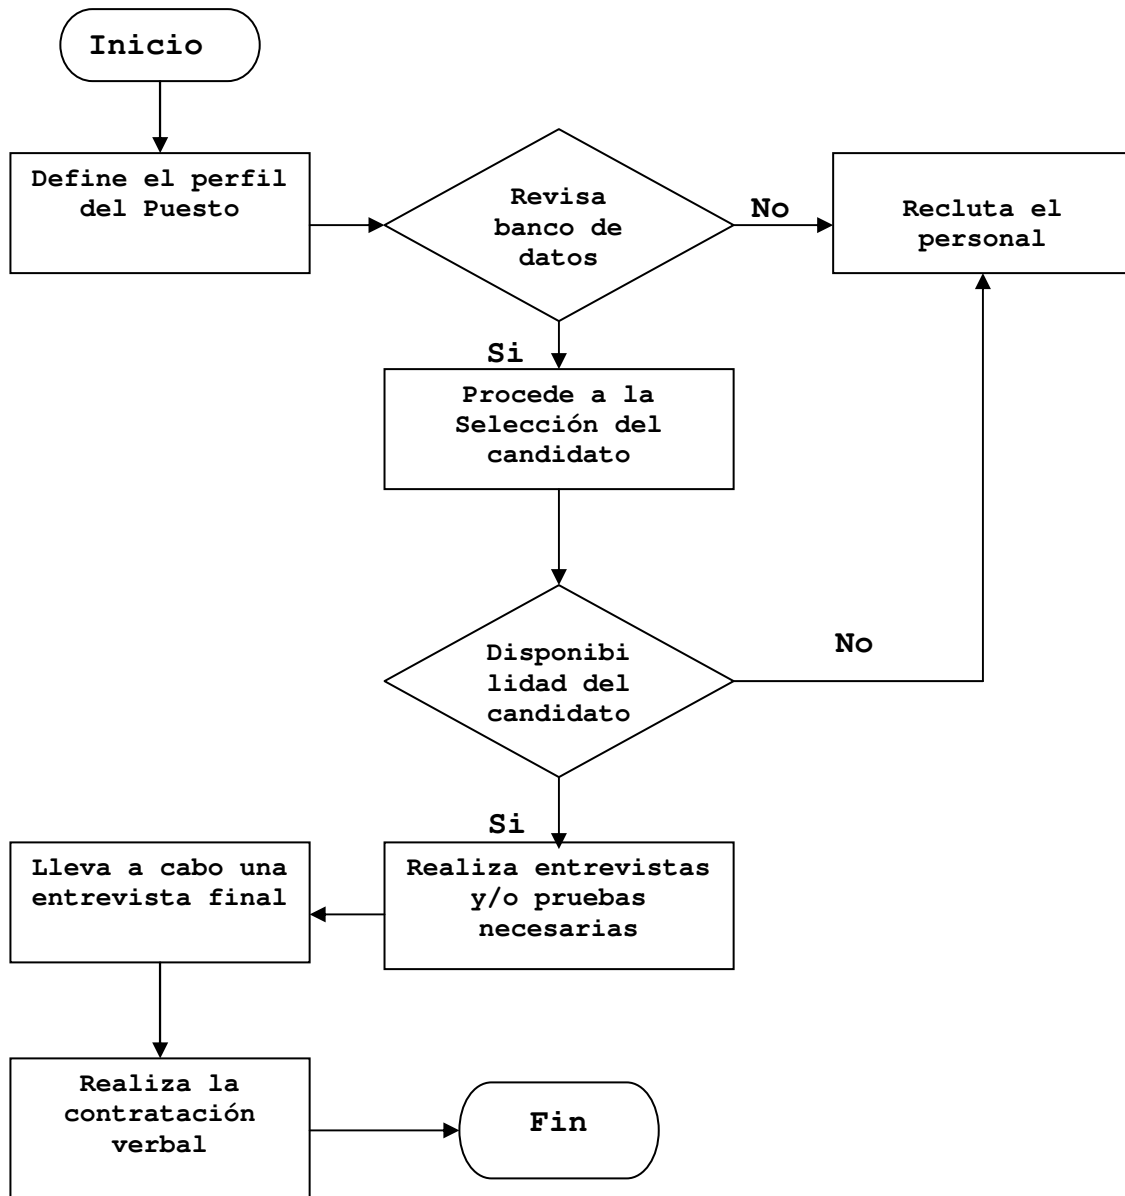 Inicio
Define el perfil
del Puesto
Revisa
banco de
datos
No
Recluta el
personal
Si
Procede a la
Selección del
candidato
Disponibi
lidad del
candidato
No
Si
Lleva a cabo una
entrevista final
Realiza entrevistas
y/o pruebas
necesarias
Realiza la
contratación
verbal
Fin